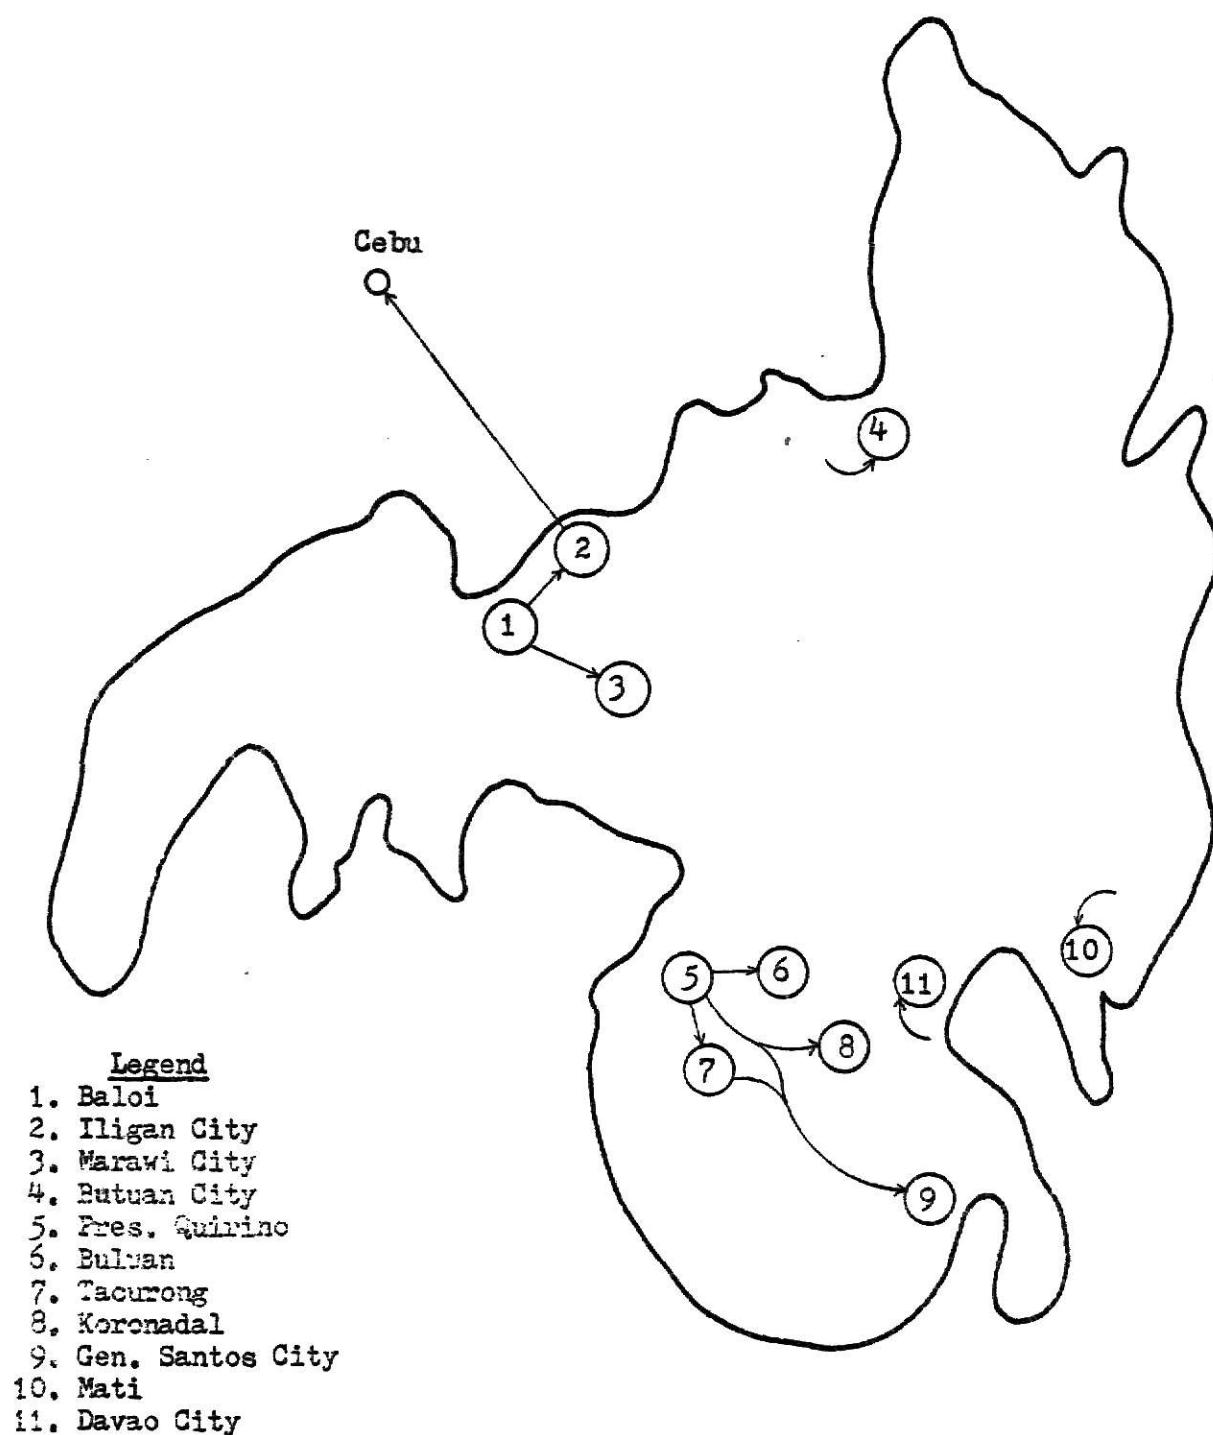 Cebu
4
2
1
3
10
5
6
11
8
7
9
Legend
1. Baloi
2. Iligan City
3. Marawi City
4. Butuan City
5. Pres. Quirino
6. Buluan
7. Tacurong
8. Koronadal
9. Gen. Santos City
10. Mati
11. Davao City